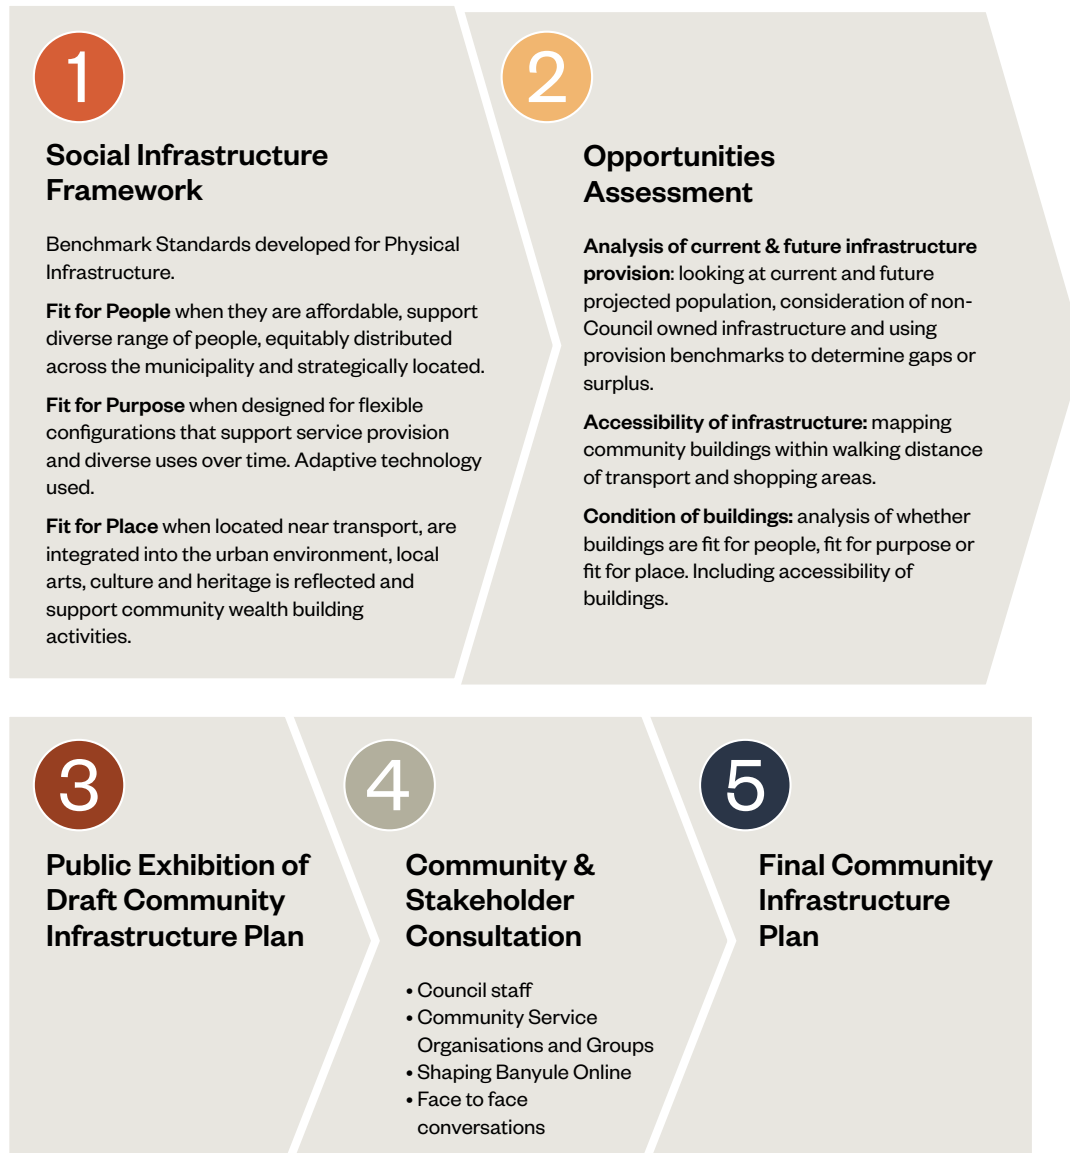 1
Social Infrastructure
Framework
Benchmark Standards developed for Physical
Infrastructure.
Fit for People when they are affordable, support
diverse range of people, equitably distributed
across the municipality and strategically located.
Fit for Purpose when designed for flexible
configurations that support service provision
and diverse uses over time. Adaptive technology
used.
Fit for Place when located near transport, are
integrated into the urban environment, local
arts, culture and heritage is reflected and
support community wealth building
activities.
2
Opportunities
Assessment
Analysis of current & future infrastructure
provision: looking at current and future
projected population, consideration of non-
Council owned infrastructure and using
provision benchmarks to determine gaps or
surplus.
Accessibility of infrastructure: mapping
community buildings within walking distance
of transport and shopping areas.
Condition of buildings: analysis of whether
buildings are fit for people, fit for purpose or
fit for place. Including accessibility of
buildings.
3
Public Exhibition of
Draft Community
Infrastructure Plan
4
Community &
Stakeholder
Consultation
• Council staff
• Community Service
Organisations and Groups
• Shaping Banyule Online
• Face to face
conversations
5
Final Community
Infrastructure
Plan